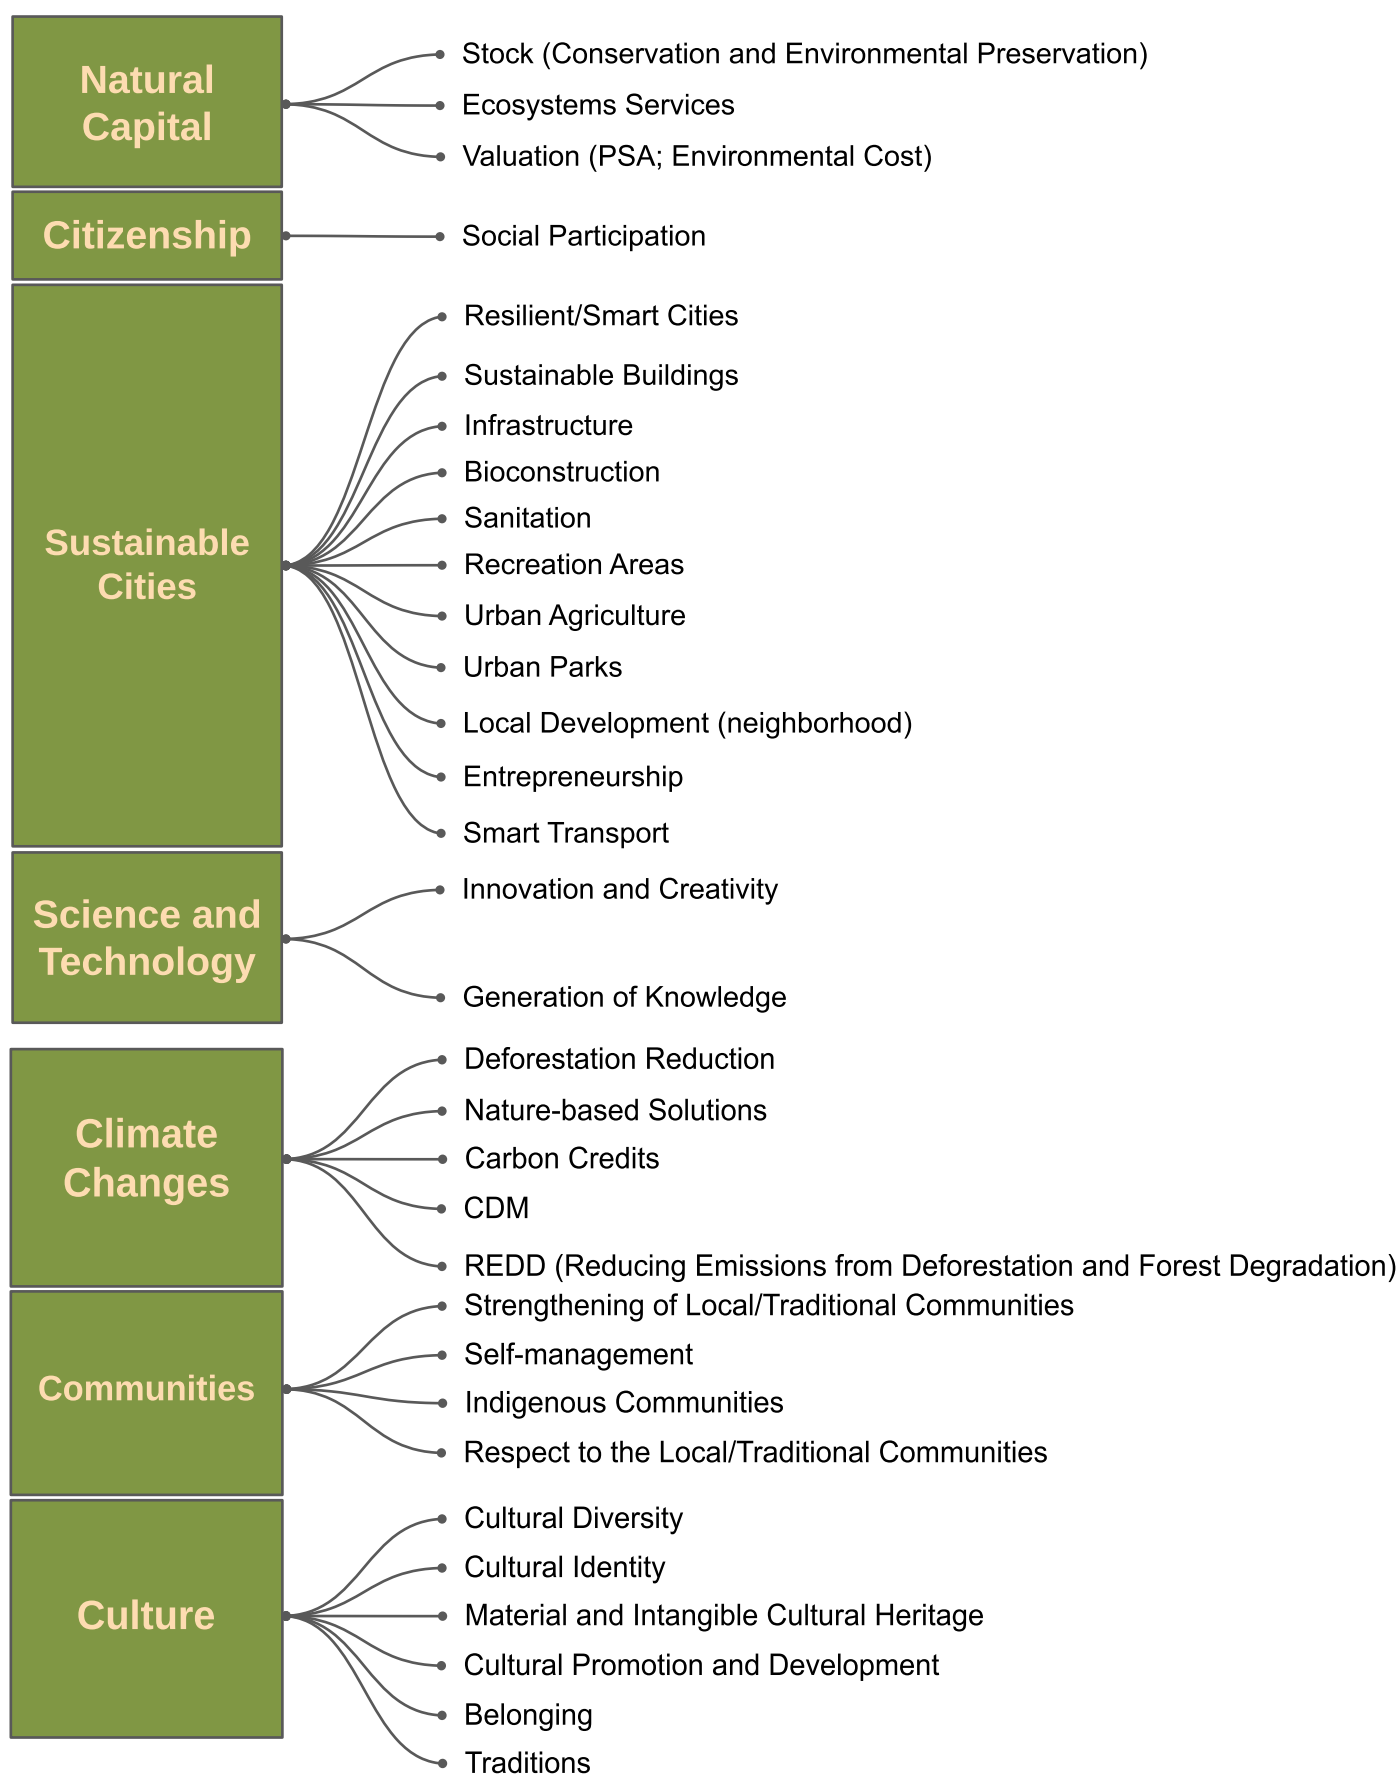 Natural
Capital
Stock (Conservation and Environmental Preservation)
Ecosystems Services
Valuation (PSA; Environmental Cost)
Citizenship
Social Participation
Sustainable
Cities
Resilient/Smart Cities
Sustainable Buildings
Infrastructure
Bioconstruction
Sanitation
Recreation Areas
Urban Agriculture
Urban Parks
Local Development (neighborhood)
Entrepreneurship
Smart Transport
Science and
Technology
Innovation and Creativity
Generation of Knowledge
Climate
Changes
Deforestation Reduction
Nature-based Solutions
Carbon Credits
CDM
REDD (Reducing Emissions from Deforestation and Forest Degradation)
Communities
Strengthening of Local/Traditional Communities
Self-management
Indigenous Communities
Respect to the Local/Traditional Communities
Culture
Cultural Diversity
Cultural Identity
Material and Intangible Cultural Heritage
Cultural Promotion and Development
Belonging
Traditions